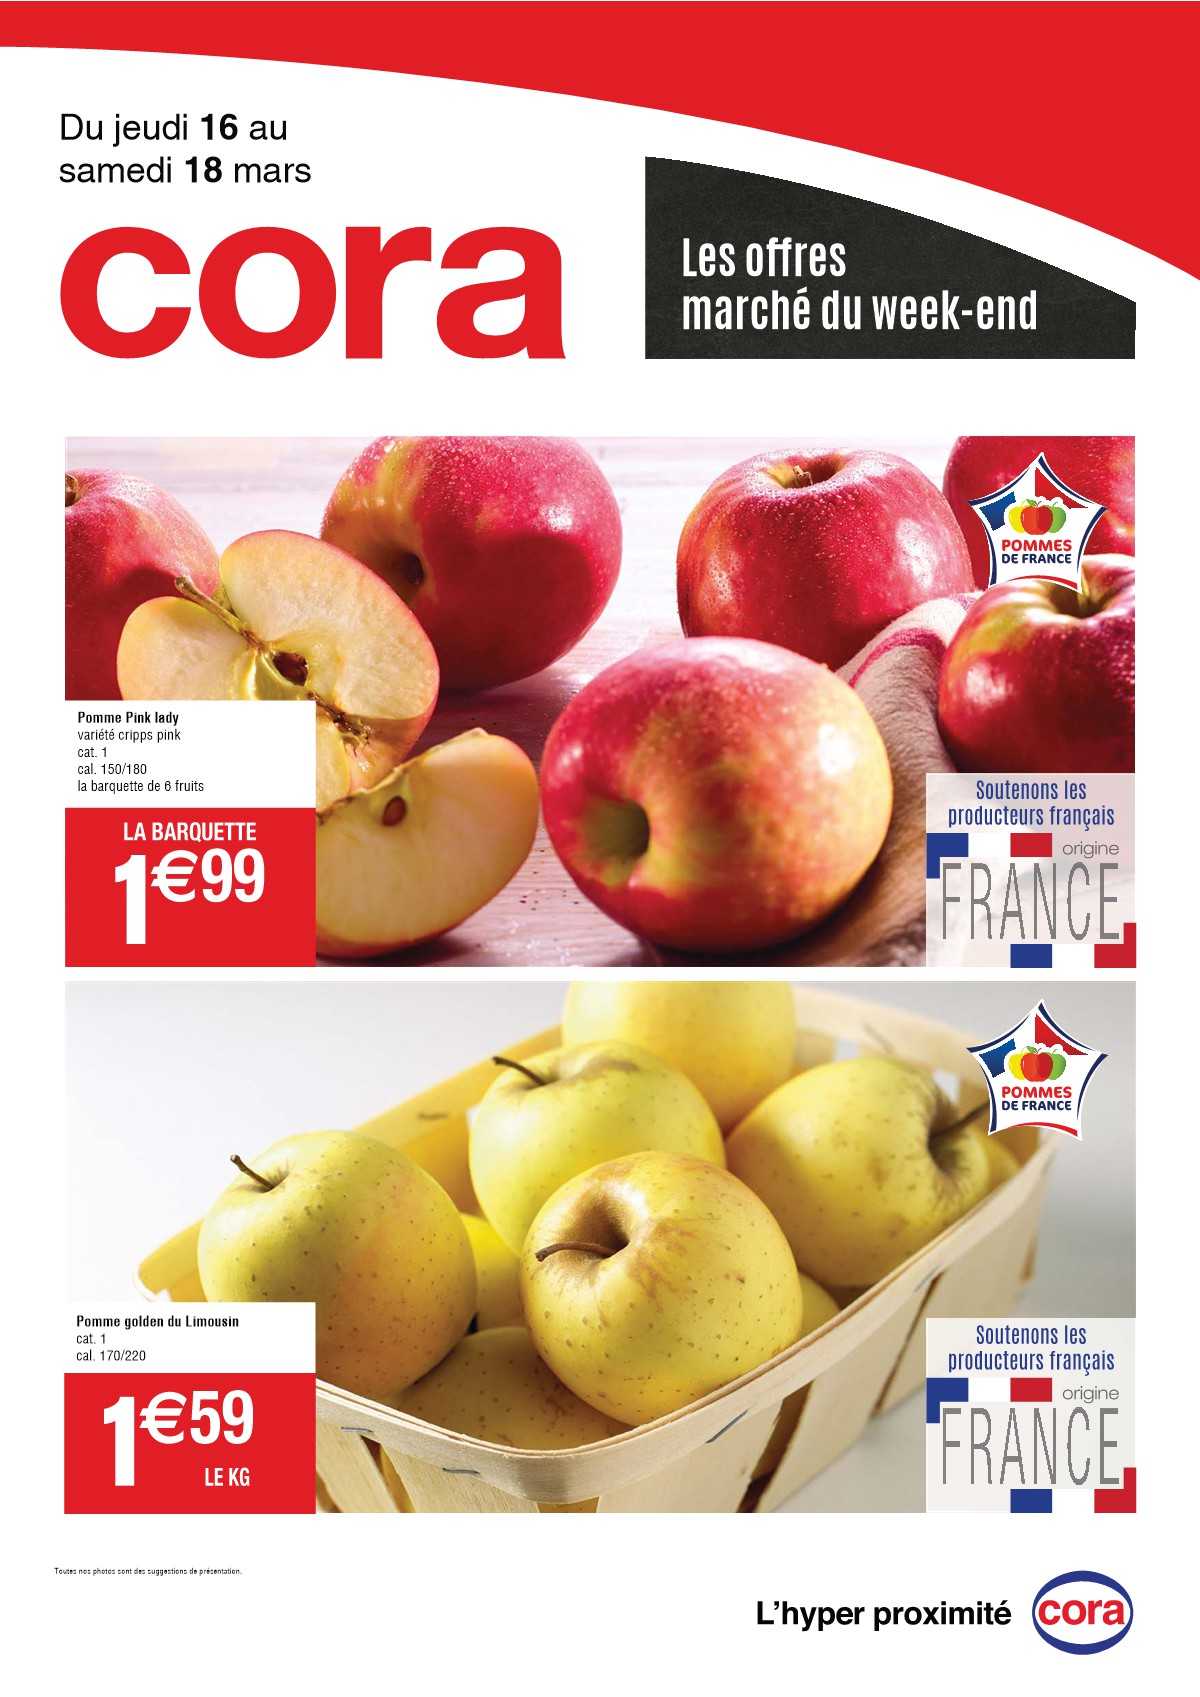 Du jeudi 16 au
samedi 18 mars
cora
Les offres
marché du week-end
POMMES
DE FRANCE
Pomme Pink lady
variété cripps pink
cat. 1
cal. 150/180
la barquette de 6 fruits
LA BARQUETTE
1€99
Soutenons les
producteurs français
origine
FRANCE
POMMES
DE FRANCE
Pomme golden du Limousin
cat. 1
cal. 170/220
1€59
LE KG
Soutenons les
producteurs français
origine
FRANCE
Toutes nos photos sont des suggestions de présentation.
L'hyper proximité
cora